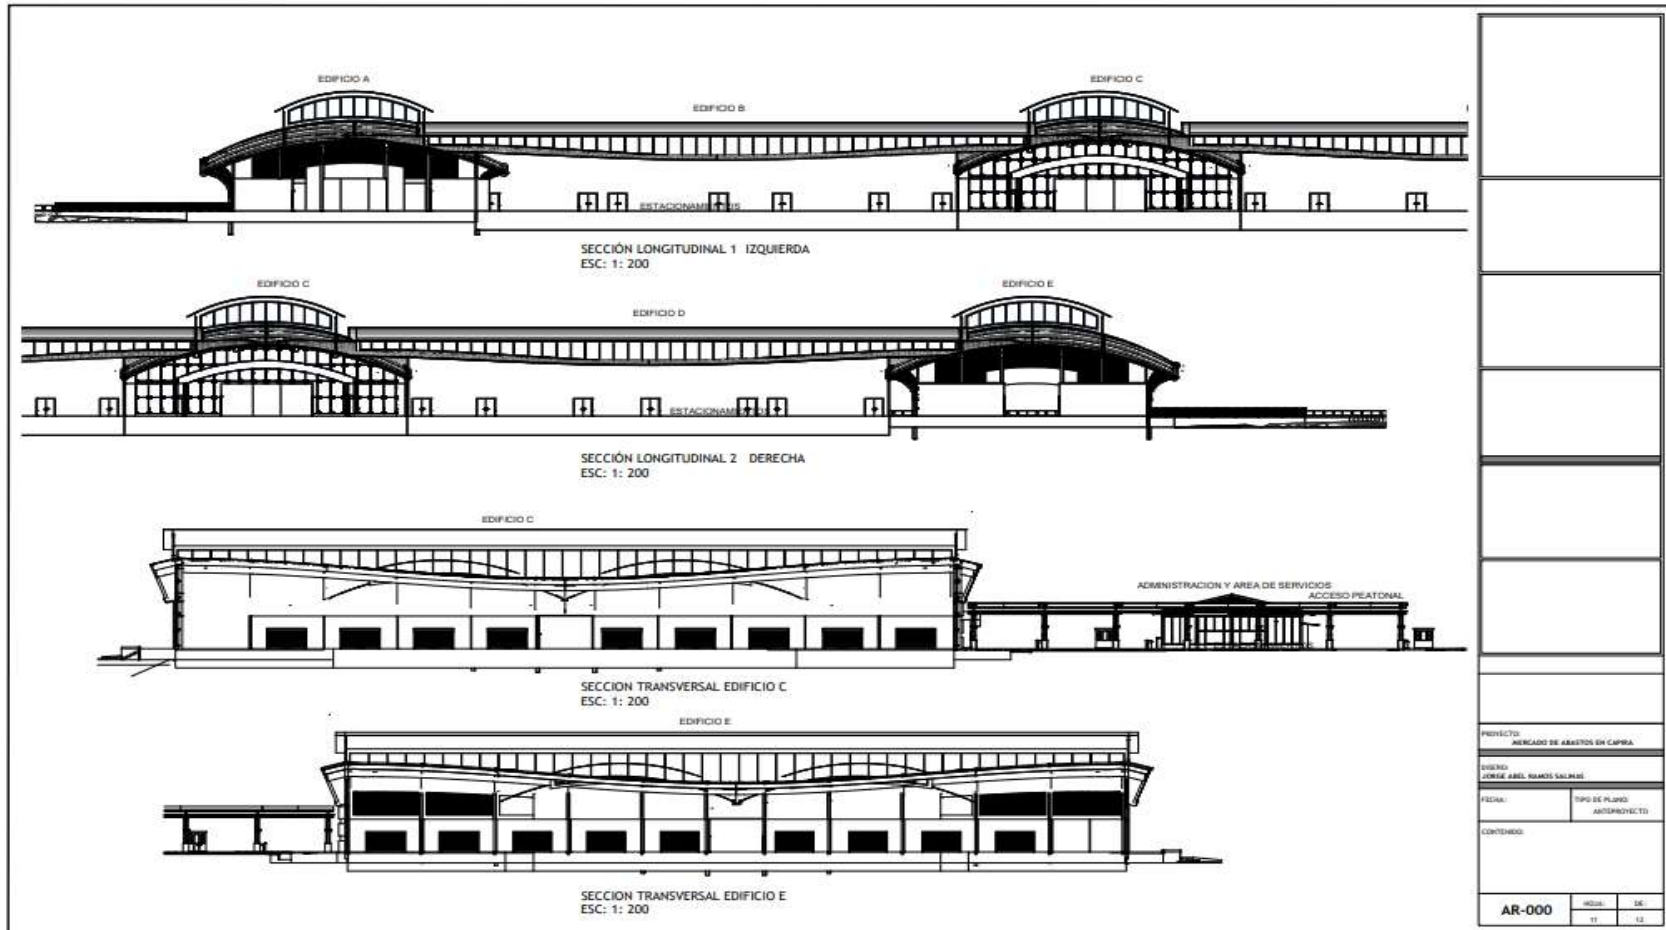 EDIFICIO A
EDIFICIO B
EDIFICIO C
ESTACIONAMIENTOS
SECCIÓN LONGITUDINAL 1 IZQUIERDA
ESC: 1: 200
EDIFICIO C
EDIFICIO D
EDIFICIO E
ESTACIONAMIENTOS
SECCIÓN LONGITUDINAL 2 DERECHA
ESC: 1: 200
EDIFICIO C
ADMINISTRACION Y AREA DE SERVICIOS
ACCESO PEATONAL
SECCION TRANSVERSAL EDIFICIO C
ESC: 1: 200
EDIFICIO E
SECCION TRANSVERSAL EDIFICIO E
ESC: 1: 200
PROYECTO:
MERCADO DE ABASTOS EN CAPIRA
DISEÑO:
JORGE ABEL RAMOS SALINAS
FECHA:
TIPO DE PLANO:
ANTEPROYECTO
CONTENIDO:
AR-000
HOJA:
DE:
11
12